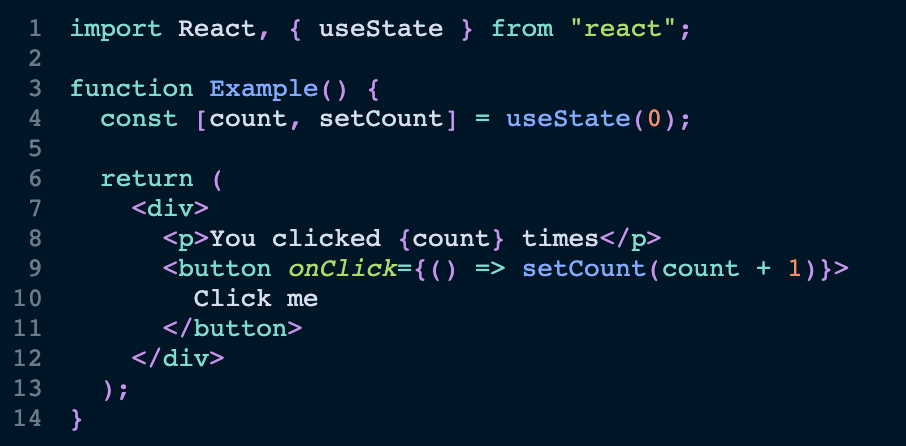 1 import React, { useState } from "react";
2
3 function Example() {
4   const [count, setCount] = useState(0);
5
6   return (
7     <div>
8       <p>You clicked {count} times</p>
9       <button onClick={() => setCount(count + 1)}>
10         Click me
11       </button>
12     </div>
13   );
14 }